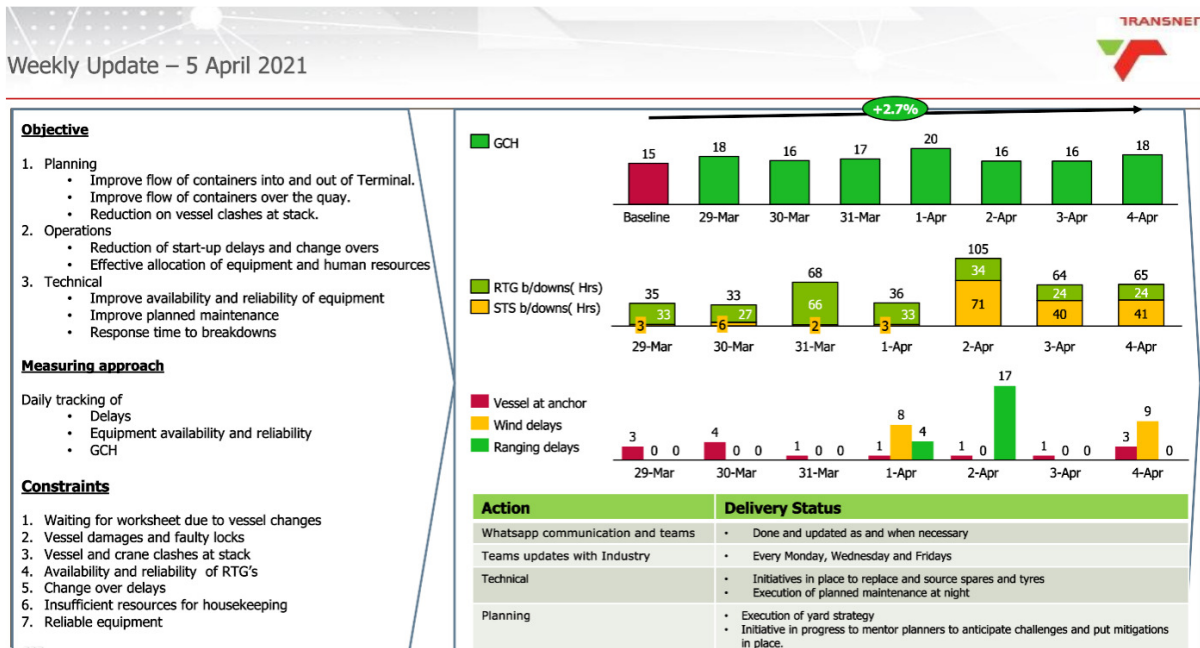 TRANSNET
Weekly Update – 5 April 2021
Objective
1. Planning
• Improve flow of containers into and out of Terminal.
• Improve flow of containers over the quay.
• Reduction on vessel clashes at stack.
2. Operations
• Reduction of start-up delays and change overs
• Effective allocation of equipment and human resources
3. Technical
• Improve availability and reliability of equipment
• Improve planned maintenance
• Response time to breakdowns
Measuring approach
Daily tracking of
• Delays
• Equipment availability and reliability
• GCH
Constraints
1. Waiting for worksheet due to vessel changes
2. Vessel damages and faulty locks
3. Vessel and crane clashes at stack
4. Availability and reliability of RTG's
5. Change over delays
6. Insufficient resources for housekeeping
7. Reliable equipment
+2.7%
GCH
15 18 16 17 20 16 16 18
Baseline 29-Mar 30-Mar 31-Mar 1-Apr 2-Apr 3-Apr 4-Apr
RTG b/downs( Hrs)
STS b/downs( Hrs)
35 33 68 36 105 64 65
33 27 66 33 34 24 24
3 6 2 3 71 40 41
29-Mar 30-Mar 31-Mar 1-Apr 2-Apr 3-Apr 4-Apr
Vessel at anchor
Wind delays
Ranging delays
3 0 0 4 0 0 1 0 0 1 8 4 1 0 17 1 0 0 3 9 0
29-Mar 30-Mar 31-Mar 1-Apr 2-Apr 3-Apr 4-Apr
Action Delivery Status
Whatsapp communication and teams • Done and updated as and when necessary
Teams updates with Industry • Every Monday, Wednesday and Fridays
Technical • Initiatives in place to replace and source spares and tyres
• Execution of planned maintenance at night
Planning • Execution of yard strategy
• Initiative in progress to mentor planners to anticipate challenges and put mitigations
in place.